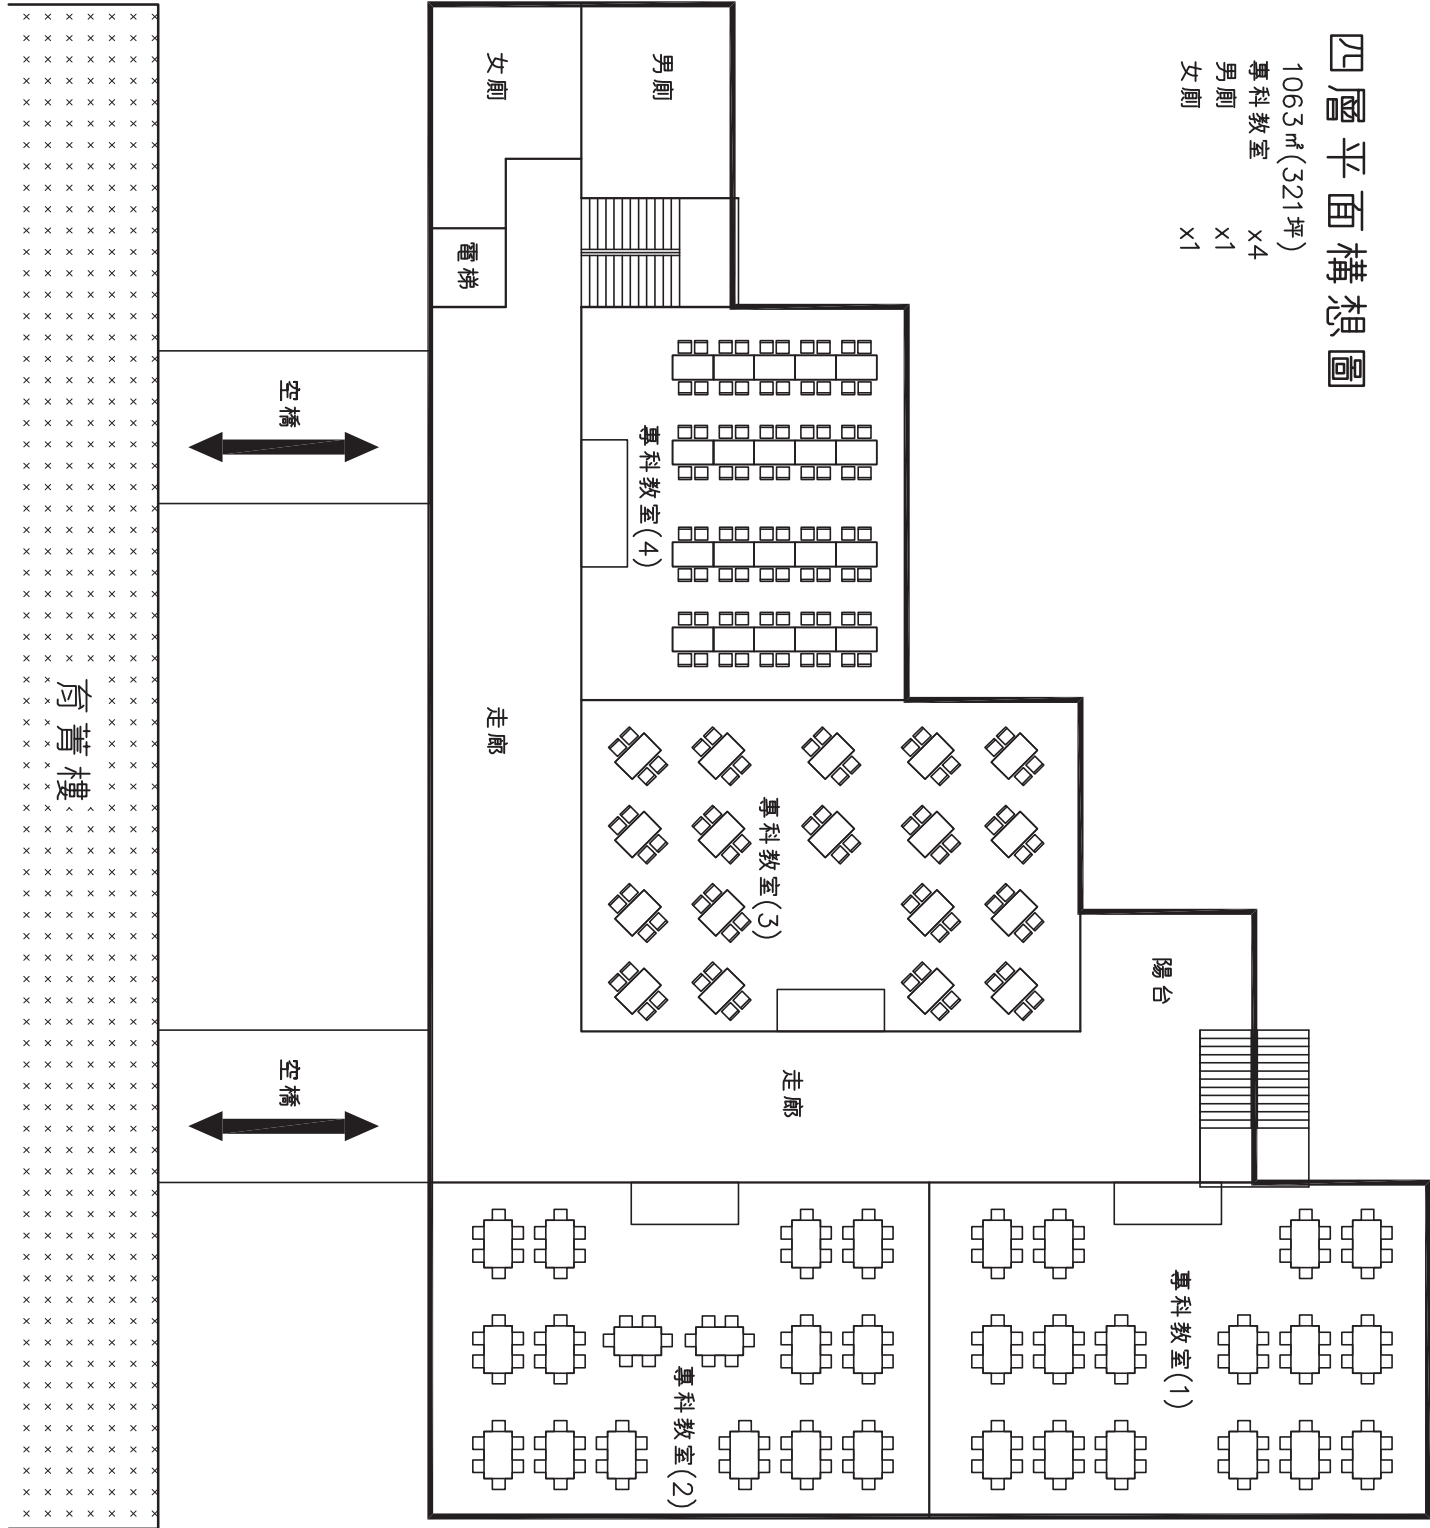 四層平面構想圖
1063㎡(321坪)
專科教室 x4
男廁 x1
女廁 x1
男廁
女廁
電梯
空橋
專科教室(4)
走廊
育菁樓
專科教室(3)
陽台
空橋
走廊
專科教室(1)
專科教室(2)